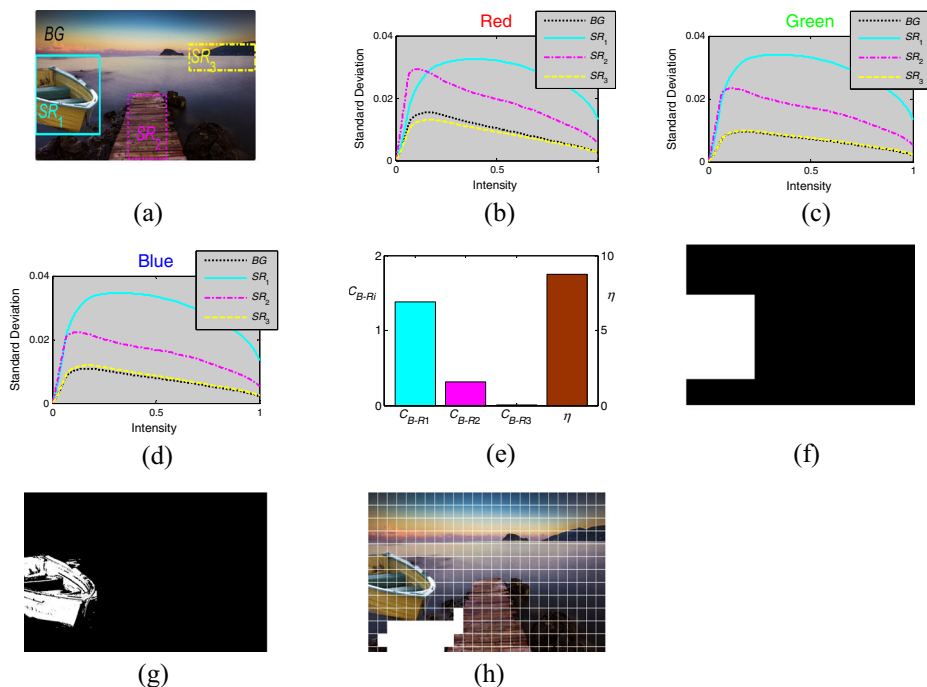 BG
SR1
SR2
SR3
(a)
Red
0.04
0.02
0
0
0.5
1
Standard Deviation
Intensity
BG
SR1
SR2
SR3
(b)
Green
0.04
0.02
0
0
0.5
1
Standard Deviation
Intensity
BG
SR1
SR2
SR3
(c)
Blue
0.04
0.02
0
0
0.5
1
Standard Deviation
Intensity
BG
SR1
SR2
SR3
(d)
2
1
0
CB-Ri
10
5
0
η
CB-R1
CB-R2
CB-R3
η
(e)
(f)
(g)
(h)